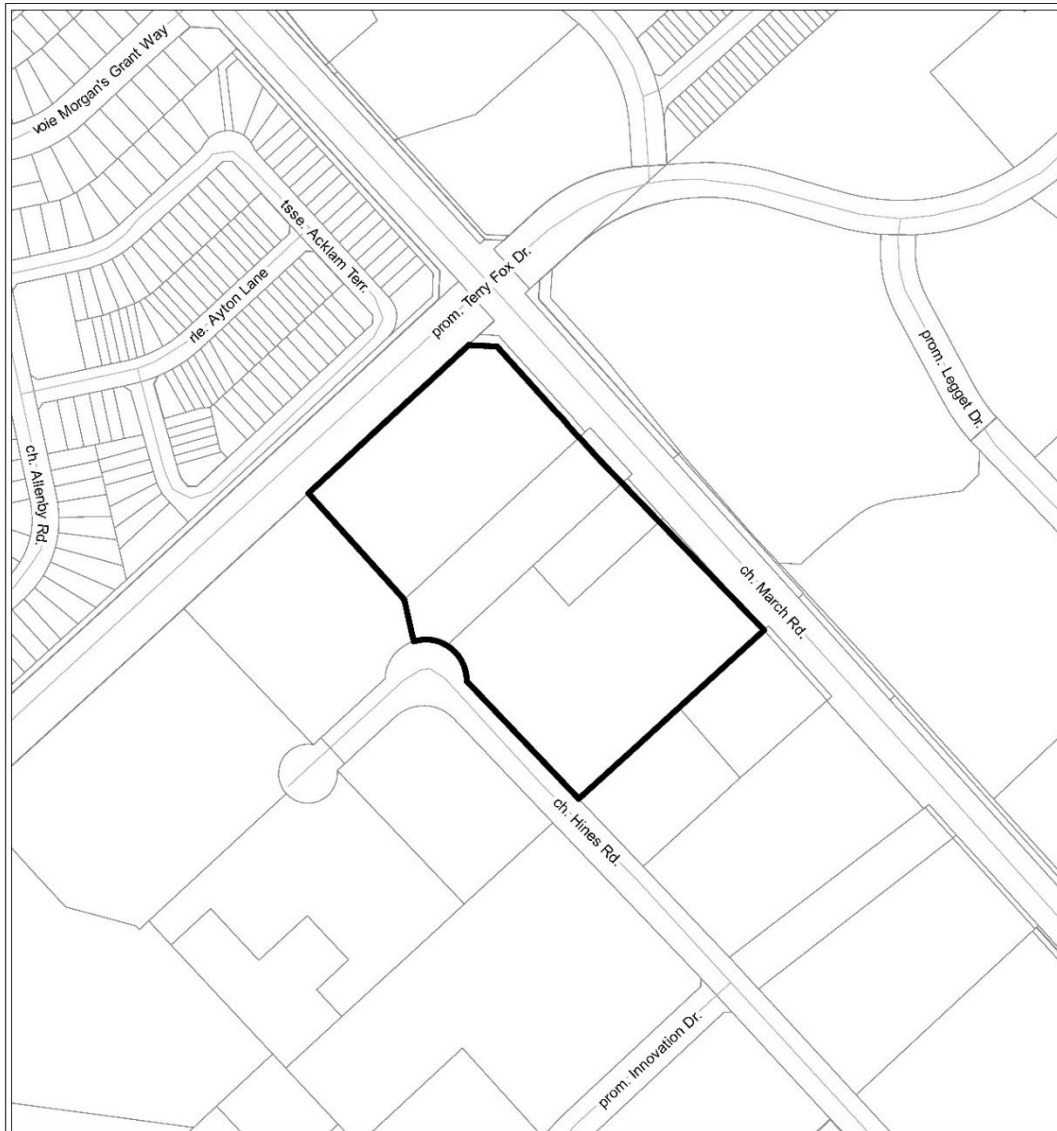 voie Morgan's Grant Way
tsse. Acklam Terr.
prom. Terry Fox Dr.
rle. Ayton Lane
prom. Legget Dr.
ch. Allenby Rd.
ch. March Rd.
ch. Hines Rd.
prom. Innovation Dr.